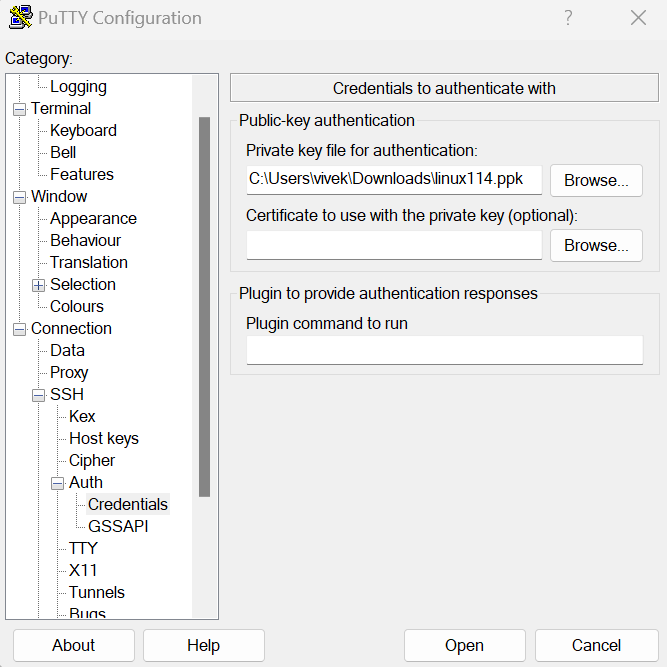 PuTTY Configuration
?
Category:
Logging
Terminal
Keyboard
Bell
Features
Window
Appearance
Behaviour
Translation
Selection
Colours
Connection
Data
Proxy
SSH
Kex
Host keys
Cipher
Auth
Credentials
GSSAPI
TTY
X11
Tunnels
Bugs
Credentials to authenticate with
Public-key authentication
Private key file for authentication:
C:\Users\vivek\Downloads\linux114.ppk
Browse...
Certificate to use with the private key (optional):
Browse...
Plugin to provide authentication responses
Plugin command to run
About
Help
Open
Cancel